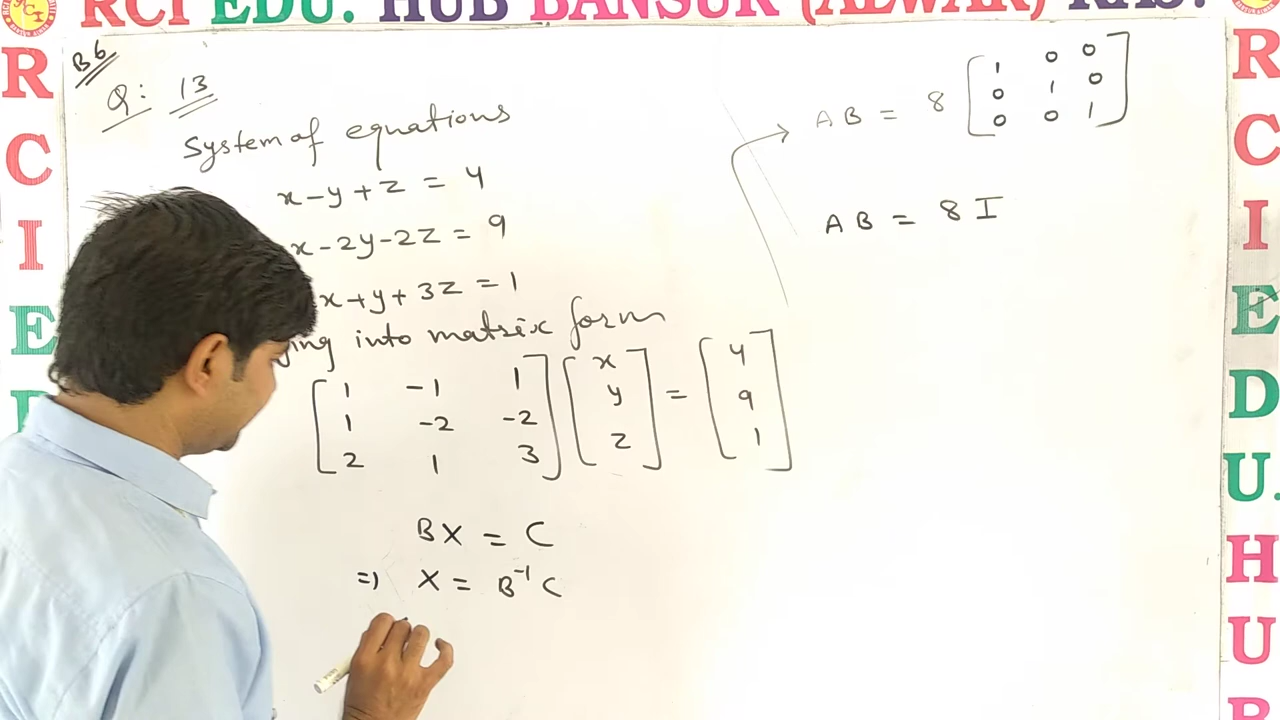 RCI EDU. HUB BANSUR (ALWAR) RAJ.
R
C
I
E
D
B6
Q: 13
System of equations
x-y+z = 4
x-2y-2z = 9
x+y+3z = 1
into matrix form
[1 -1 1] [x] = [4]
[1 -2 -2] [y] [9]
[2 1 3] [z] [1]
BX = C
⇒ X = B⁻¹C
AB = 8 [1 0 0]
[0 1 0]
[0 0 1]
AB = 8 I
R
C
I
E
D
U.
H
U